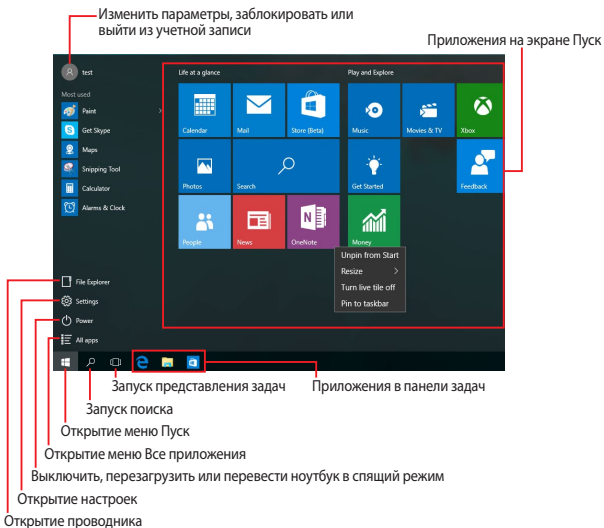 Изменить параметры, заблокировать или
выйти из учетной записи
Приложения на экране Пуск
test
Most used
Paint
Get Skype
Maps
Snipping Tool
Calculator
Alarms & Clock
File Explorer
Settings
Power
All apps
Life at a glance
Calendar
Mail
Store (Beta)
Photos
Search
People
News
OneNote
Play and Explore
Music
Movies & TV
Xbox
Get Started
Feedback
Money
Unpin from Start
Resize
Turn live tile off
Pin to taskbar
Запуск представления задач
Приложения в панели задач
Запуск поиска
Открытие меню Пуск
Открытие меню Все приложения
Выключить, перезагрузить или перевести ноутбук в спящий режим
Открытие настроек
Открытие проводника